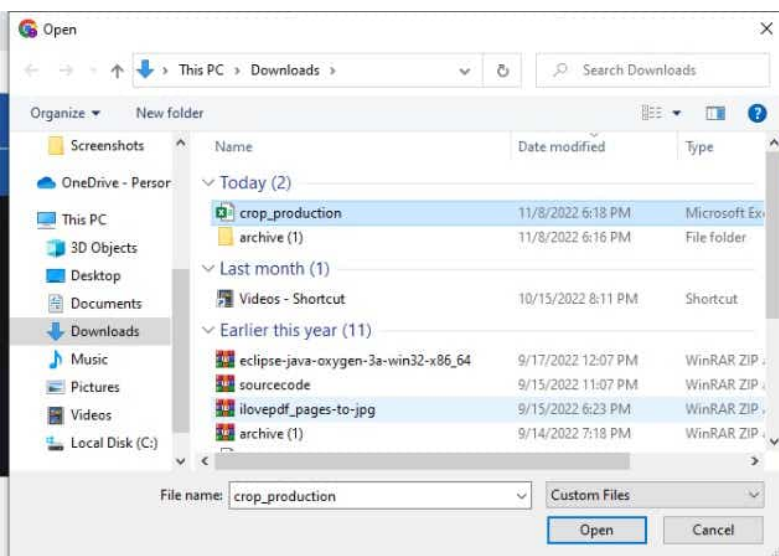 Open
This PC > Downloads >
Search Downloads
Organize
New folder
Name
Date modified
Type
Screenshots
OneDrive - Person
This PC
3D Objects
Desktop
Documents
Downloads
Music
Pictures
Videos
Local Disk (C:)
Today (2)
crop_production 11/8/2022 6:18 PM Microsoft Ex
archive (1) 11/8/2022 6:16 PM File folder
Last month (1)
Videos - Shortcut 10/15/2022 8:11 PM Shortcut
Earlier this year (11)
eclipse-java-oxygen-3a-win32-x86_64 9/17/2022 12:07 PM WinRAR ZIP
sourcecode 9/15/2022 11:07 PM WinRAR ZIP
ilovepdf_pages-to-jpg 9/15/2022 6:23 PM WinRAR ZIP
archive (1) 9/14/2022 7:18 PM WinRAR ZIP
File name: crop_production
Custom Files
Open
Cancel